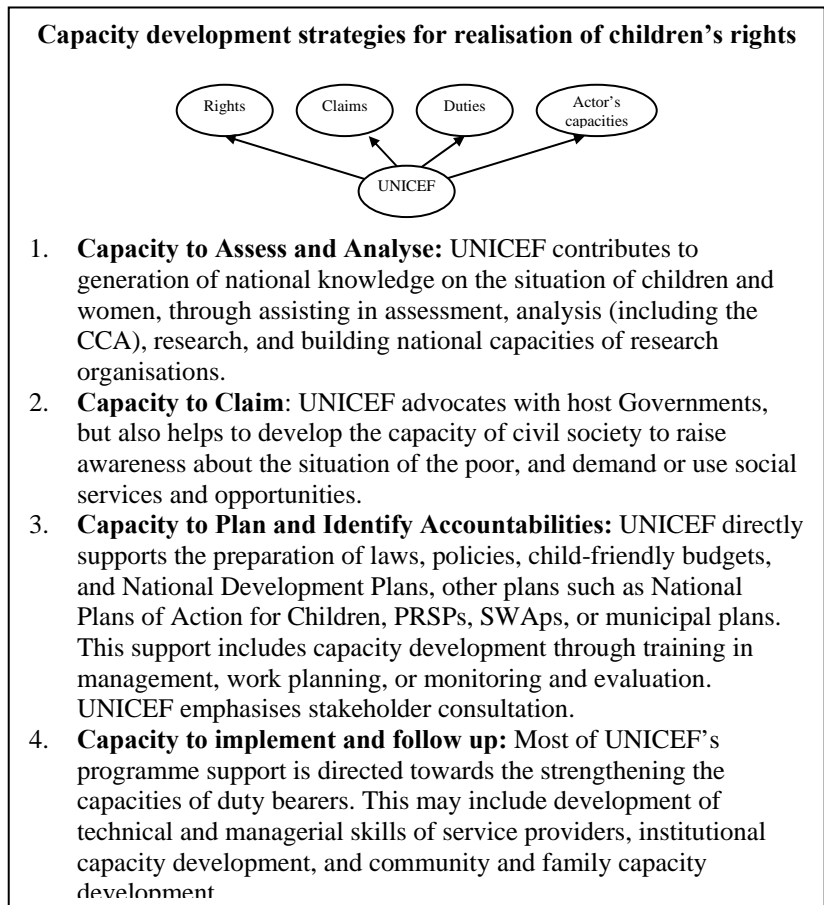 Capacity development strategies for realisation of children's rights
Rights
Claims
Duties
Actor's
capacities
UNICEF
1. Capacity to Assess and Analyse: UNICEF contributes to
generation of national knowledge on the situation of children and
women, through assisting in assessment, analysis (including the
CCA), research, and building national capacities of research
organisations.
2. Capacity to Claim: UNICEF advocates with host Governments,
but also helps to develop the capacity of civil society to raise
awareness about the situation of the poor, and demand or use social
services and opportunities.
3. Capacity to Plan and Identify Accountabilities: UNICEF directly
supports the preparation of laws, policies, child-friendly budgets,
and National Development Plans, other plans such as National
Plans of Action for Children, PRSPs, SWAps, or municipal plans.
This support includes capacity development through training in
management, work planning, or monitoring and evaluation.
UNICEF emphasises stakeholder consultation.
4. Capacity to implement and follow up: Most of UNICEF's
programme support is directed towards the strengthening the
capacities of duty bearers. This may include development of
technical and managerial skills of service providers, institutional
capacity development, and community and family capacity
development